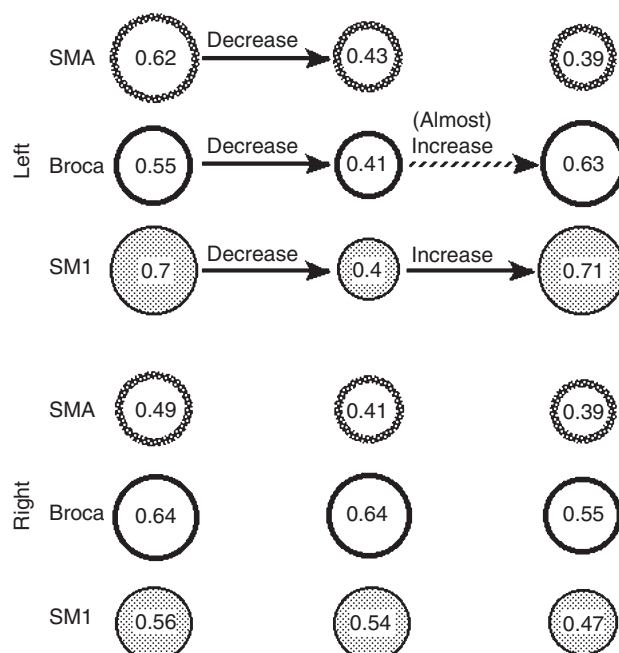 SMA 0.62 Decrease 0.43 0.39
(Almost)
Broca 0.55 Decrease 0.41 Increase 0.63
Left
SM1 0.7 Decrease 0.4 Increase 0.71
SMA 0.49 0.41 0.39
Broca 0.64 0.64 0.55
Right
SM1 0.56 0.54 0.47